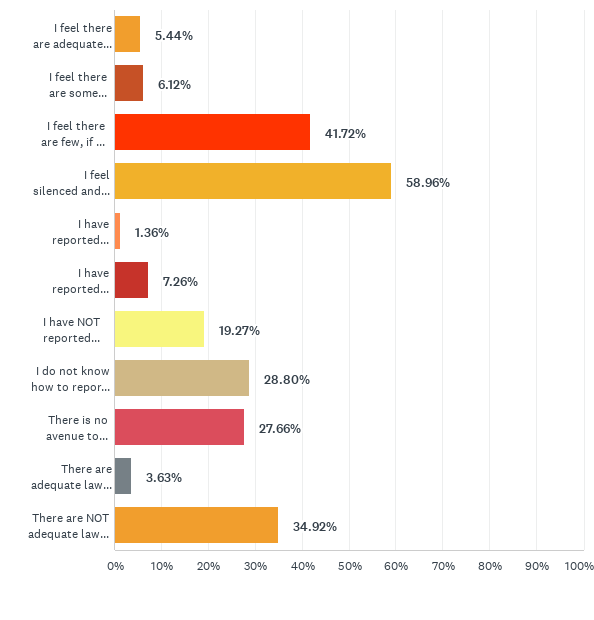 I feel there
are adequate...
5.44%
I feel there
are some...
6.12%
I feel there
are few, if ...
41.72%
I feel
silenced and...
58.96%
I have
reported...
1.36%
I have
reported...
7.26%
I have NOT
reported...
19.27%
I do not know
how to repor...
28.80%
There is no
avenue to...
27.66%
There are
adequate law...
3.63%
There are NOT
adequate law...
34.92%
0% 10% 20% 30% 40% 50% 60% 70% 80% 90% 100%